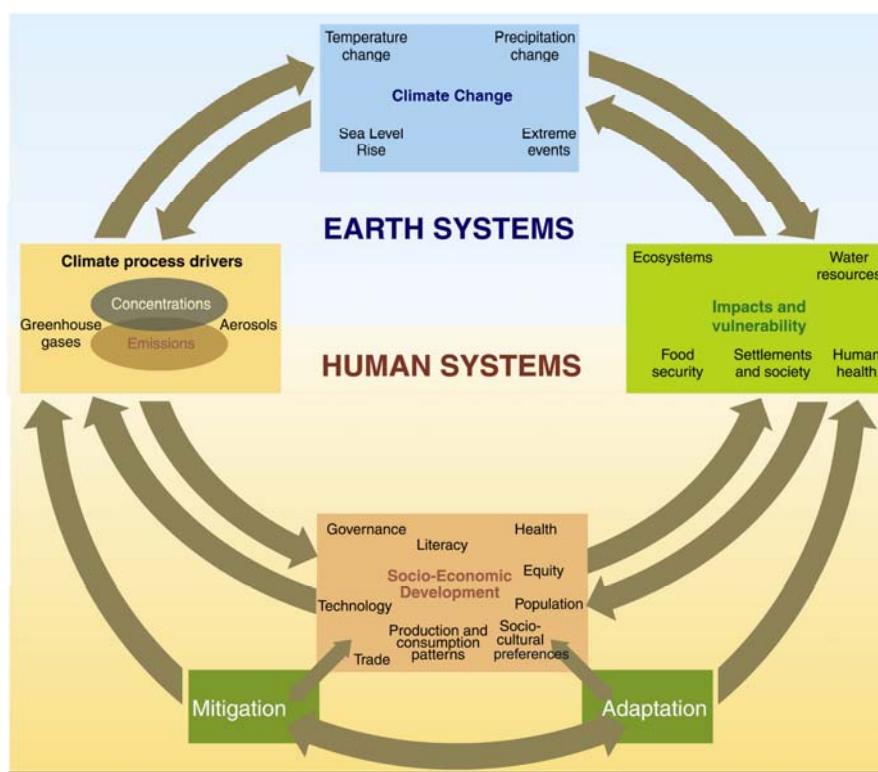 Temperature
change
Precipitation
change
Climate Change
Sea Level
Rise
Extreme
events
EARTH SYSTEMS
Climate process drivers
Concentrations
Greenhouse
gases
Aerosols
Emissions
Ecosystems
Water
resources
Impacts and
vulnerability
Food
security
Settlements
and society
Human
health
HUMAN SYSTEMS
Governance
Health
Literacy
Equity
Socio-Economic
Development
Technology
Population
Production and
consumption
patterns
Socio-
cultural
preferences
Trade
Mitigation
Adaptation